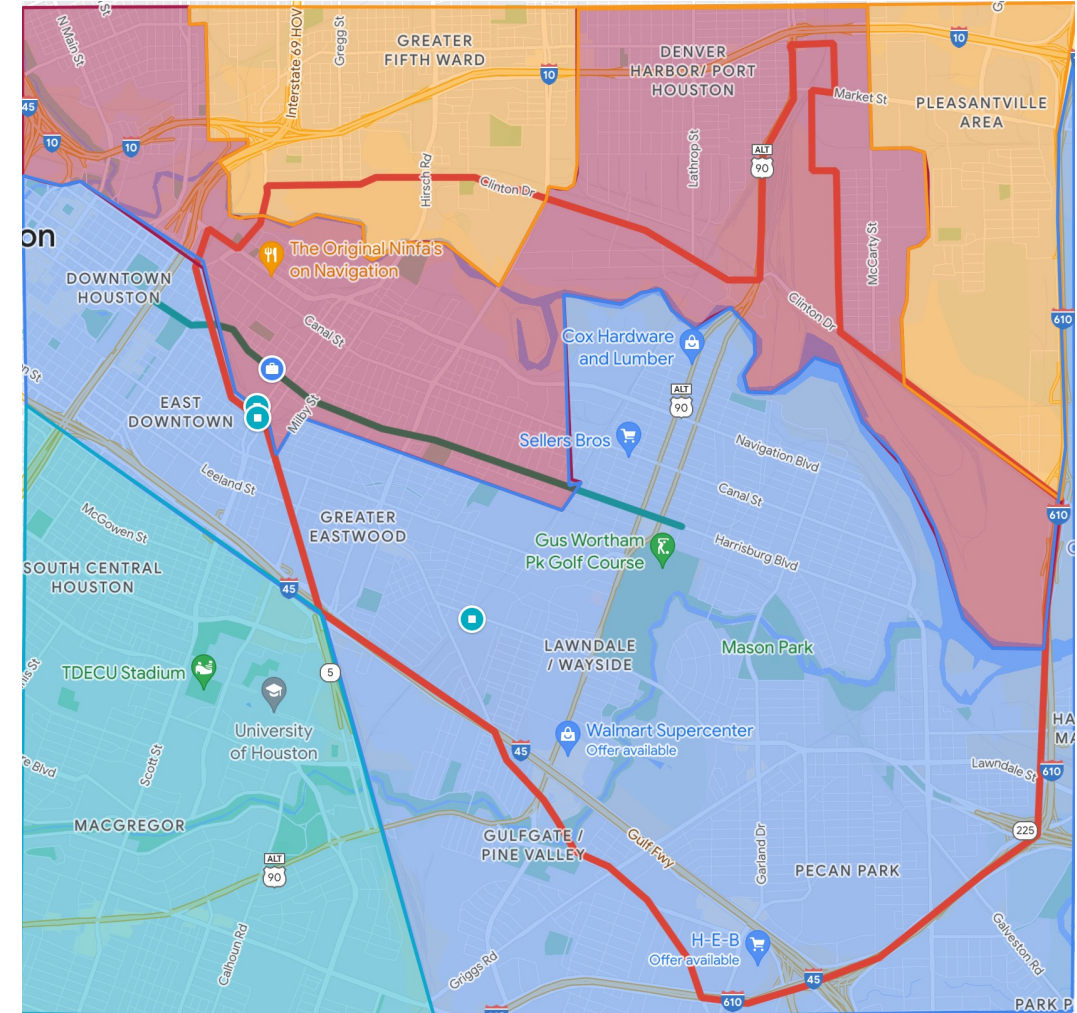 N Main St
St
Gregg St
Interstate 69 HOV
GREATER
FIFTH WARD
DENVER
HARBOR/ PORT
HOUSTON
10
10
45
10
10
Market St
PLEASANTVILLE
AREA
ALT
90
Lathrop St
Hirsch Rd
Clinton Dr
McCarty St
on
The Original Ninfa's
on Navigation
DOWNTOWN
HOUSTON
Clinton Dr
610
Canal St
Cox Hardware
and Lumber
ALT
90
EAST
DOWNTOWN
Milby St
Sellers Bros
Navigation Blvd
Leeland St
Canal St
McGowen St
GREATER
EASTWOOD
610
Gus Wortham
Pk Golf Course
Harrisburg Blvd
SOUTH CENTRAL
HOUSTON
45
LAWNDALE
/ WAYSIDE
Mason Park
TDECU Stadium
5
University
of Houston
Walmart Supercenter
Offer available
45
Scott St
Lawndale St
610
MACGREGOR
225
GULFGATE /
PINE VALLEY
Gulf Fwy
Garland Dr
ALT
90
PECAN PARK
H-E-B
Offer available
Calhoun Rd
Griggs Rd
Galveston Rd
45
610
PARK P